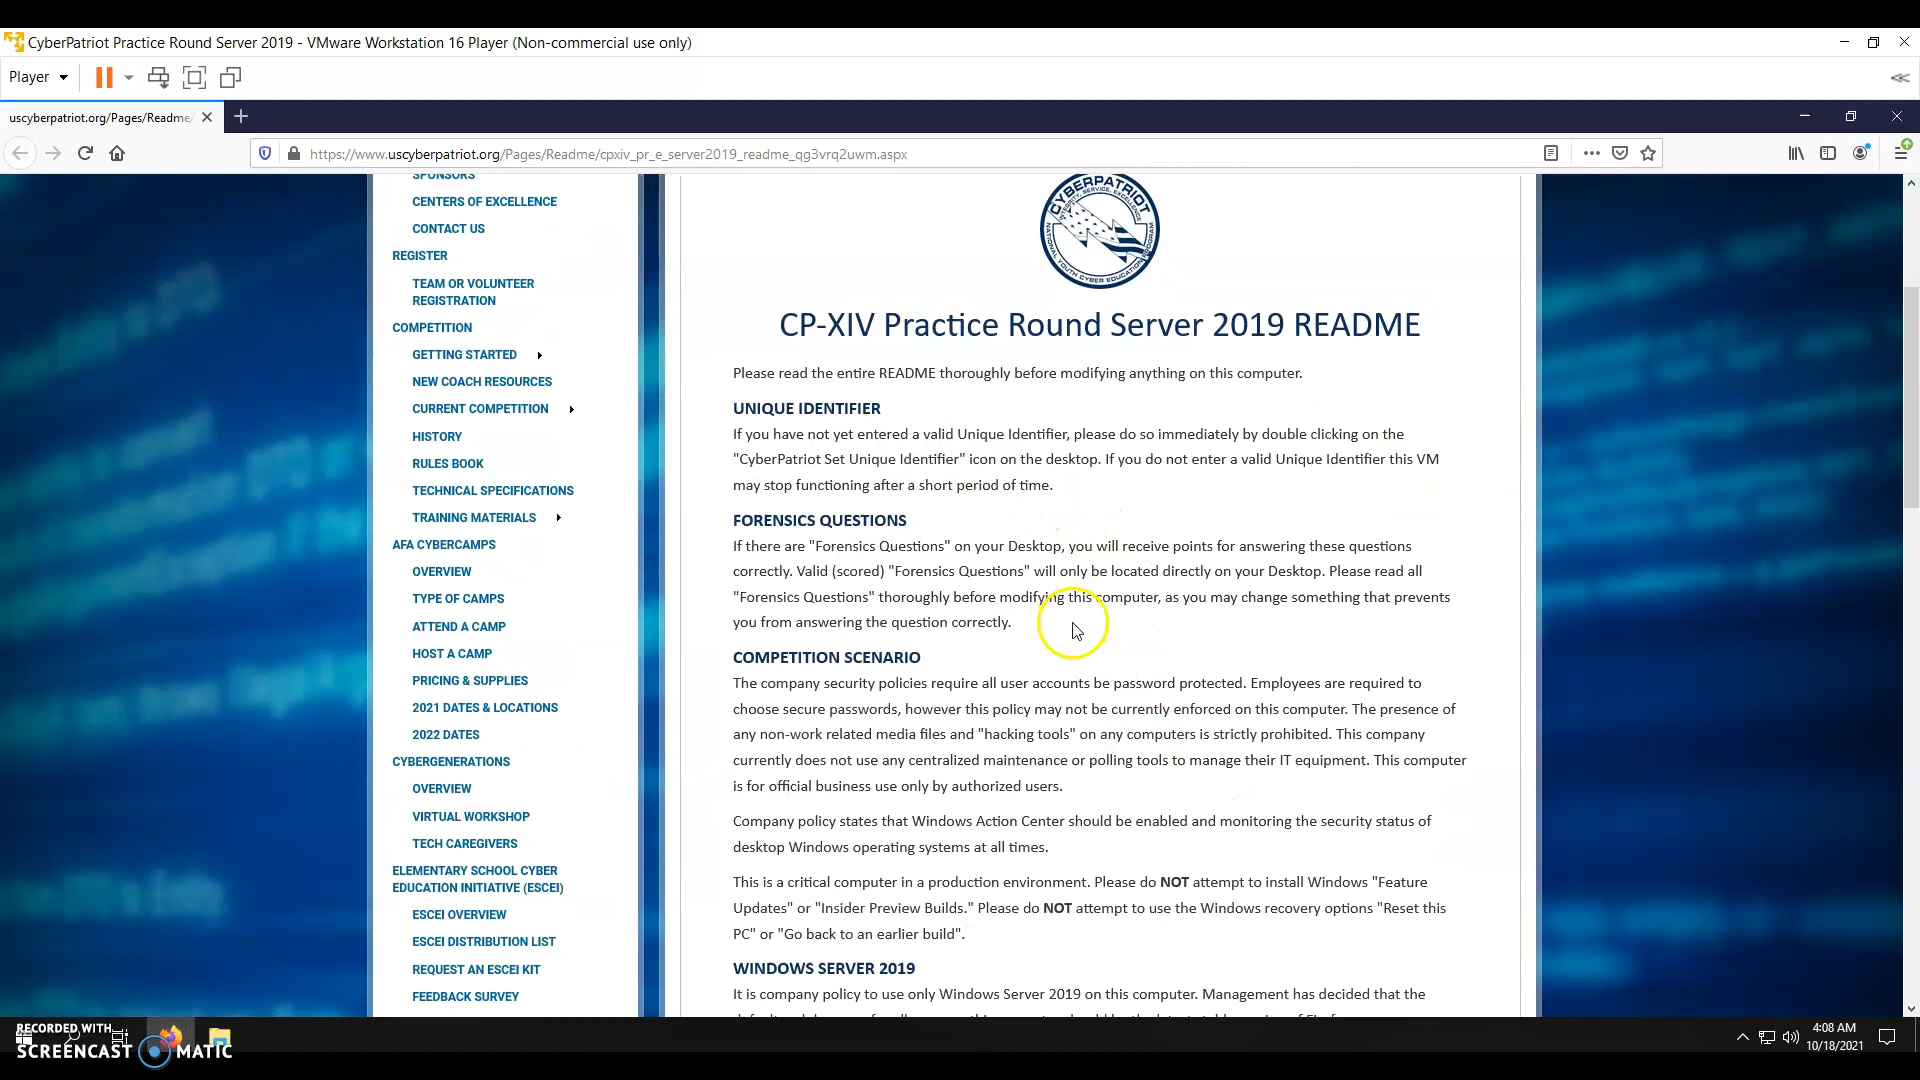 CyberPatriot Practice Round Server 2019 - VMware Workstation 16 Player (Non-commercial use only)
Player
uscyberpatriot.org/Pages/Readme/
https://www.uscyberpatriot.org/Pages/Readme/cpxiv_pr_e_server2019_readme_qg3vrq2uwm.aspx
SPONSORS
CENTERS OF EXCELLENCE
CONTACT US
REGISTER
TEAM OR VOLUNTEER
REGISTRATION
COMPETITION
GETTING STARTED
NEW COACH RESOURCES
CURRENT COMPETITION
HISTORY
RULES BOOK
TECHNICAL SPECIFICATIONS
TRAINING MATERIALS
AFA CYBERCAMPS
OVERVIEW
TYPE OF CAMPS
ATTEND A CAMP
HOST A CAMP
PRICING & SUPPLIES
2021 DATES & LOCATIONS
2022 DATES
CYBERGENERATIONS
OVERVIEW
VIRTUAL WORKSHOP
TECH CAREGIVERS
ELEMENTARY SCHOOL CYBER
EDUCATION INITIATIVE (ESCEI)
ESCEI OVERVIEW
ESCEI DISTRIBUTION LIST
REQUEST AN ESCEI KIT
FEEDBACK SURVEY
CYBERPATRIOT
INTEGRITY, SERVICE, EXCELLENCE
NATIONAL YOUTH CYBER EDUCATION PROGRAM
CP-XIV Practice Round Server 2019 README
Please read the entire README thoroughly before modifying anything on this computer.
UNIQUE IDENTIFIER
If you have not yet entered a valid Unique Identifier, please do so immediately by double clicking on the
"CyberPatriot Set Unique Identifier" icon on the desktop. If you do not enter a valid Unique Identifier this VM
may stop functioning after a short period of time.
FORENSICS QUESTIONS
If there are "Forensics Questions" on your Desktop, you will receive points for answering these questions
correctly. Valid (scored) "Forensics Questions" will only be located directly on your Desktop. Please read all
"Forensics Questions" thoroughly before modifying this computer, as you may change something that prevents
you from answering the question correctly.
COMPETITION SCENARIO
The company security policies require all user accounts be password protected. Employees are required to
choose secure passwords, however this policy may not be currently enforced on this computer. The presence of
any non-work related media files and "hacking tools" on any computers is strictly prohibited. This company
currently does not use any centralized maintenance or polling tools to manage their IT equipment. This computer
is for official business use only by authorized users.
Company policy states that Windows Action Center should be enabled and monitoring the security status of
desktop Windows operating systems at all times.
This is a critical computer in a production environment. Please do NOT attempt to install Windows "Feature
Updates" or "Insider Preview Builds." Please do NOT attempt to use the Windows recovery options "Reset this
PC" or "Go back to an earlier build".
WINDOWS SERVER 2019
It is company policy to use only Windows Server 2019 on this computer. Management has decided that the
RECORDED WITH
SCREENCAST MATIC
4:08 AM
10/18/2021